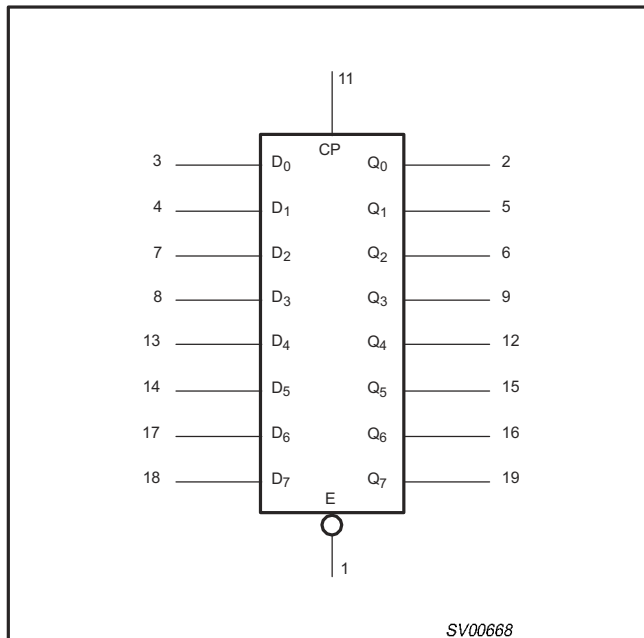 11
CP
3 D0 Q0 2
4 D1 Q1 5
7 D2 Q2 6
8 D3 Q3 9
13 D4 Q4 12
14 D5 Q5 15
17 D6 Q6 16
18 D7 Q7 19
E
1
SV00668